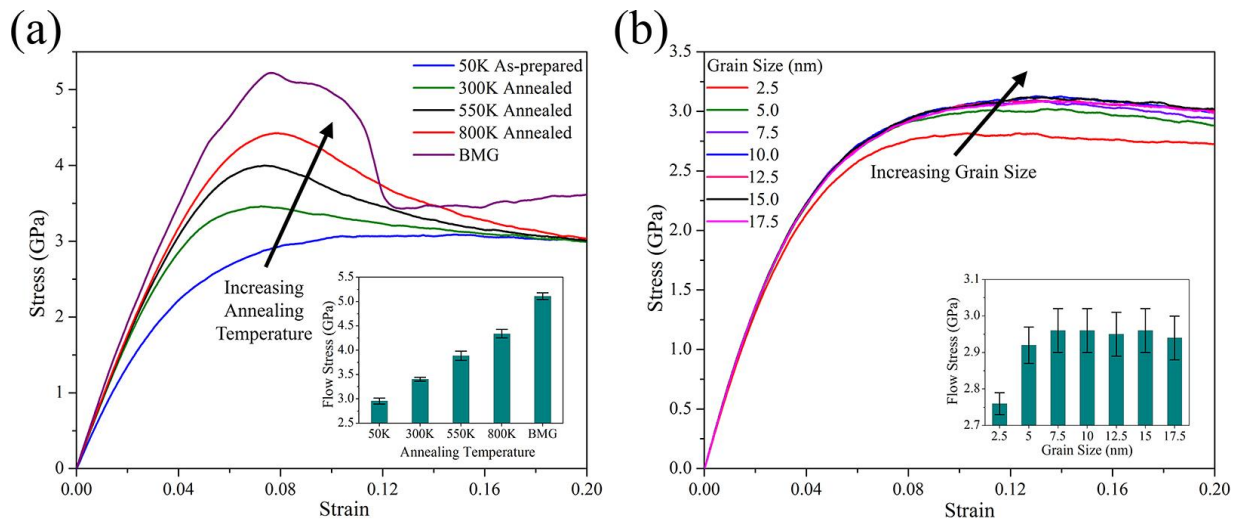 (a)
Stress (GPa)
5
4
3
2
1
0
50K As-prepared
300K Annealed
550K Annealed
800K Annealed
BMG
Increasing
Annealing
Temperature
Flow Stress (GPa)
5.5
5.0
4.5
4.0
3.5
3.0
2.5
50K 300K 550K 800K BMG
Annealing Temperature
0.00 0.04 0.08 0.12 0.16 0.20
Strain
(b)
Stress (GPa)
3.5
3.0
2.5
2.0
1.5
1.0
0.5
0.0
Grain Size (nm)
2.5
5.0
7.5
10.0
12.5
15.0
17.5
Increasing Grain Size
Flow Stress (GPa)
3.1
3.0
2.9
2.8
2.7
2.5 5 7.5 10 12.5 15 17.5
Grain Size (nm)
0.00 0.04 0.08 0.12 0.16 0.20
Strain